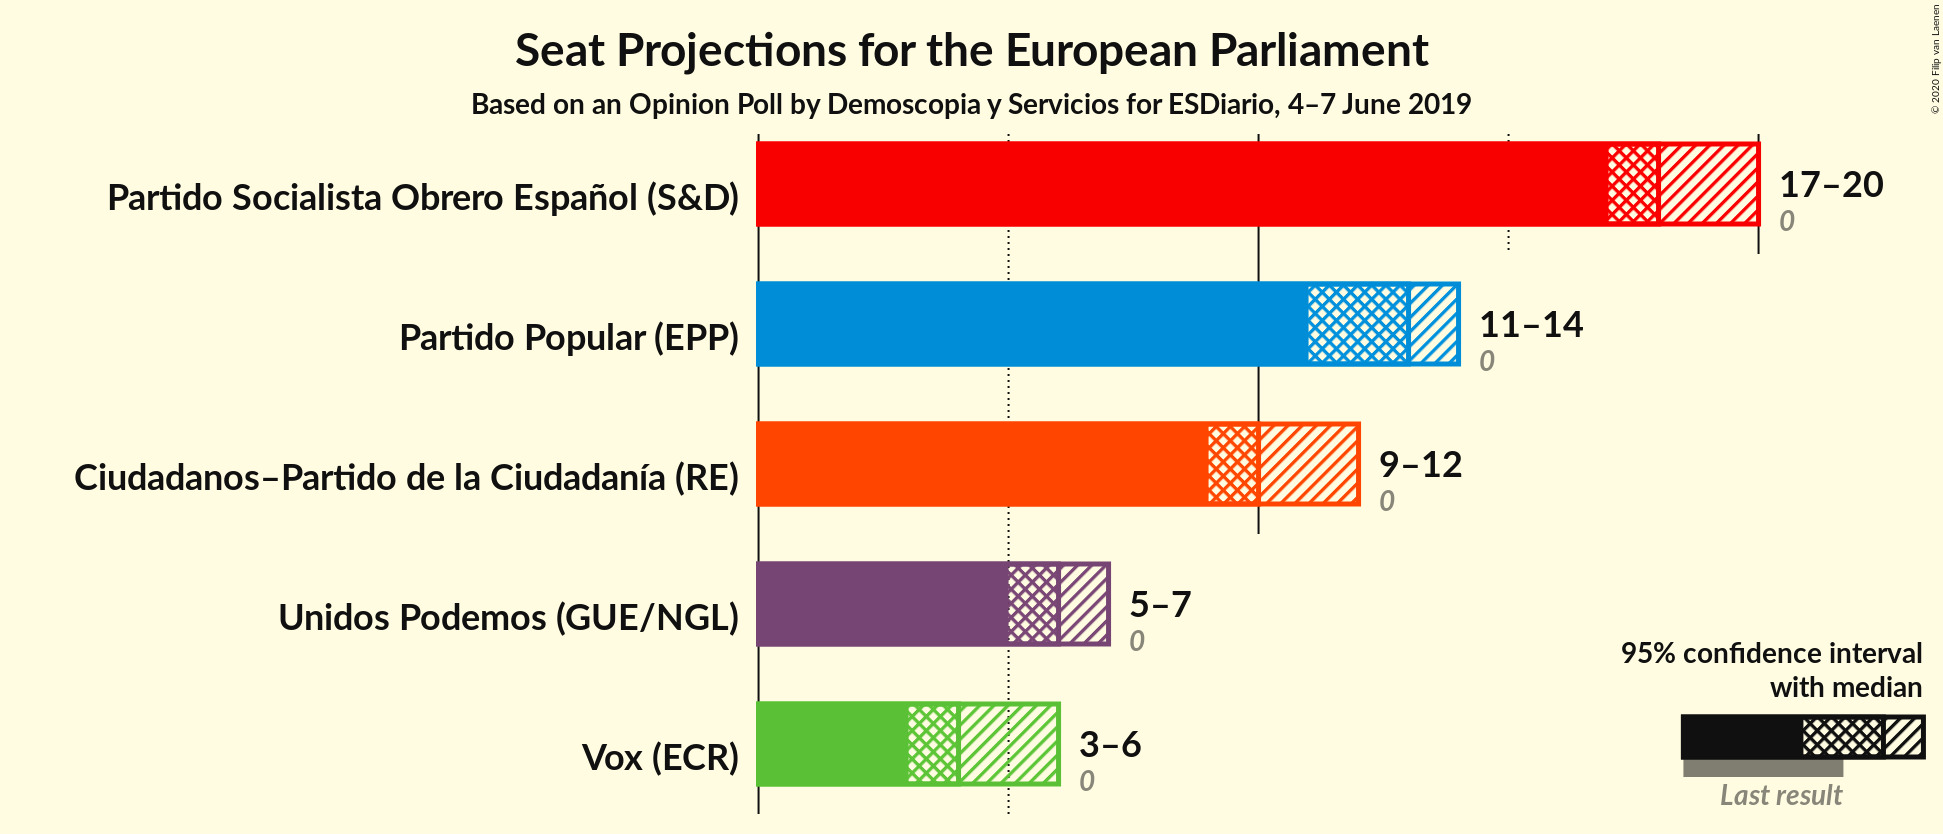 Seat Projections for the European Parliament
Based on an Opinion Poll by Demoscopia y Servicios for ESDiario, 4–7 June 2019
© 2020 Filip van Laenen
Partido Socialista Obrero Español (S&D)
17–20
0
Partido Popular (EPP)
11–14
0
Ciudadanos–Partido de la Ciudadanía (RE)
9–12
0
Unidos Podemos (GUE/NGL)
5–7
0
Vox (ECR)
3–6
0
95% confidence interval
with median
Last result